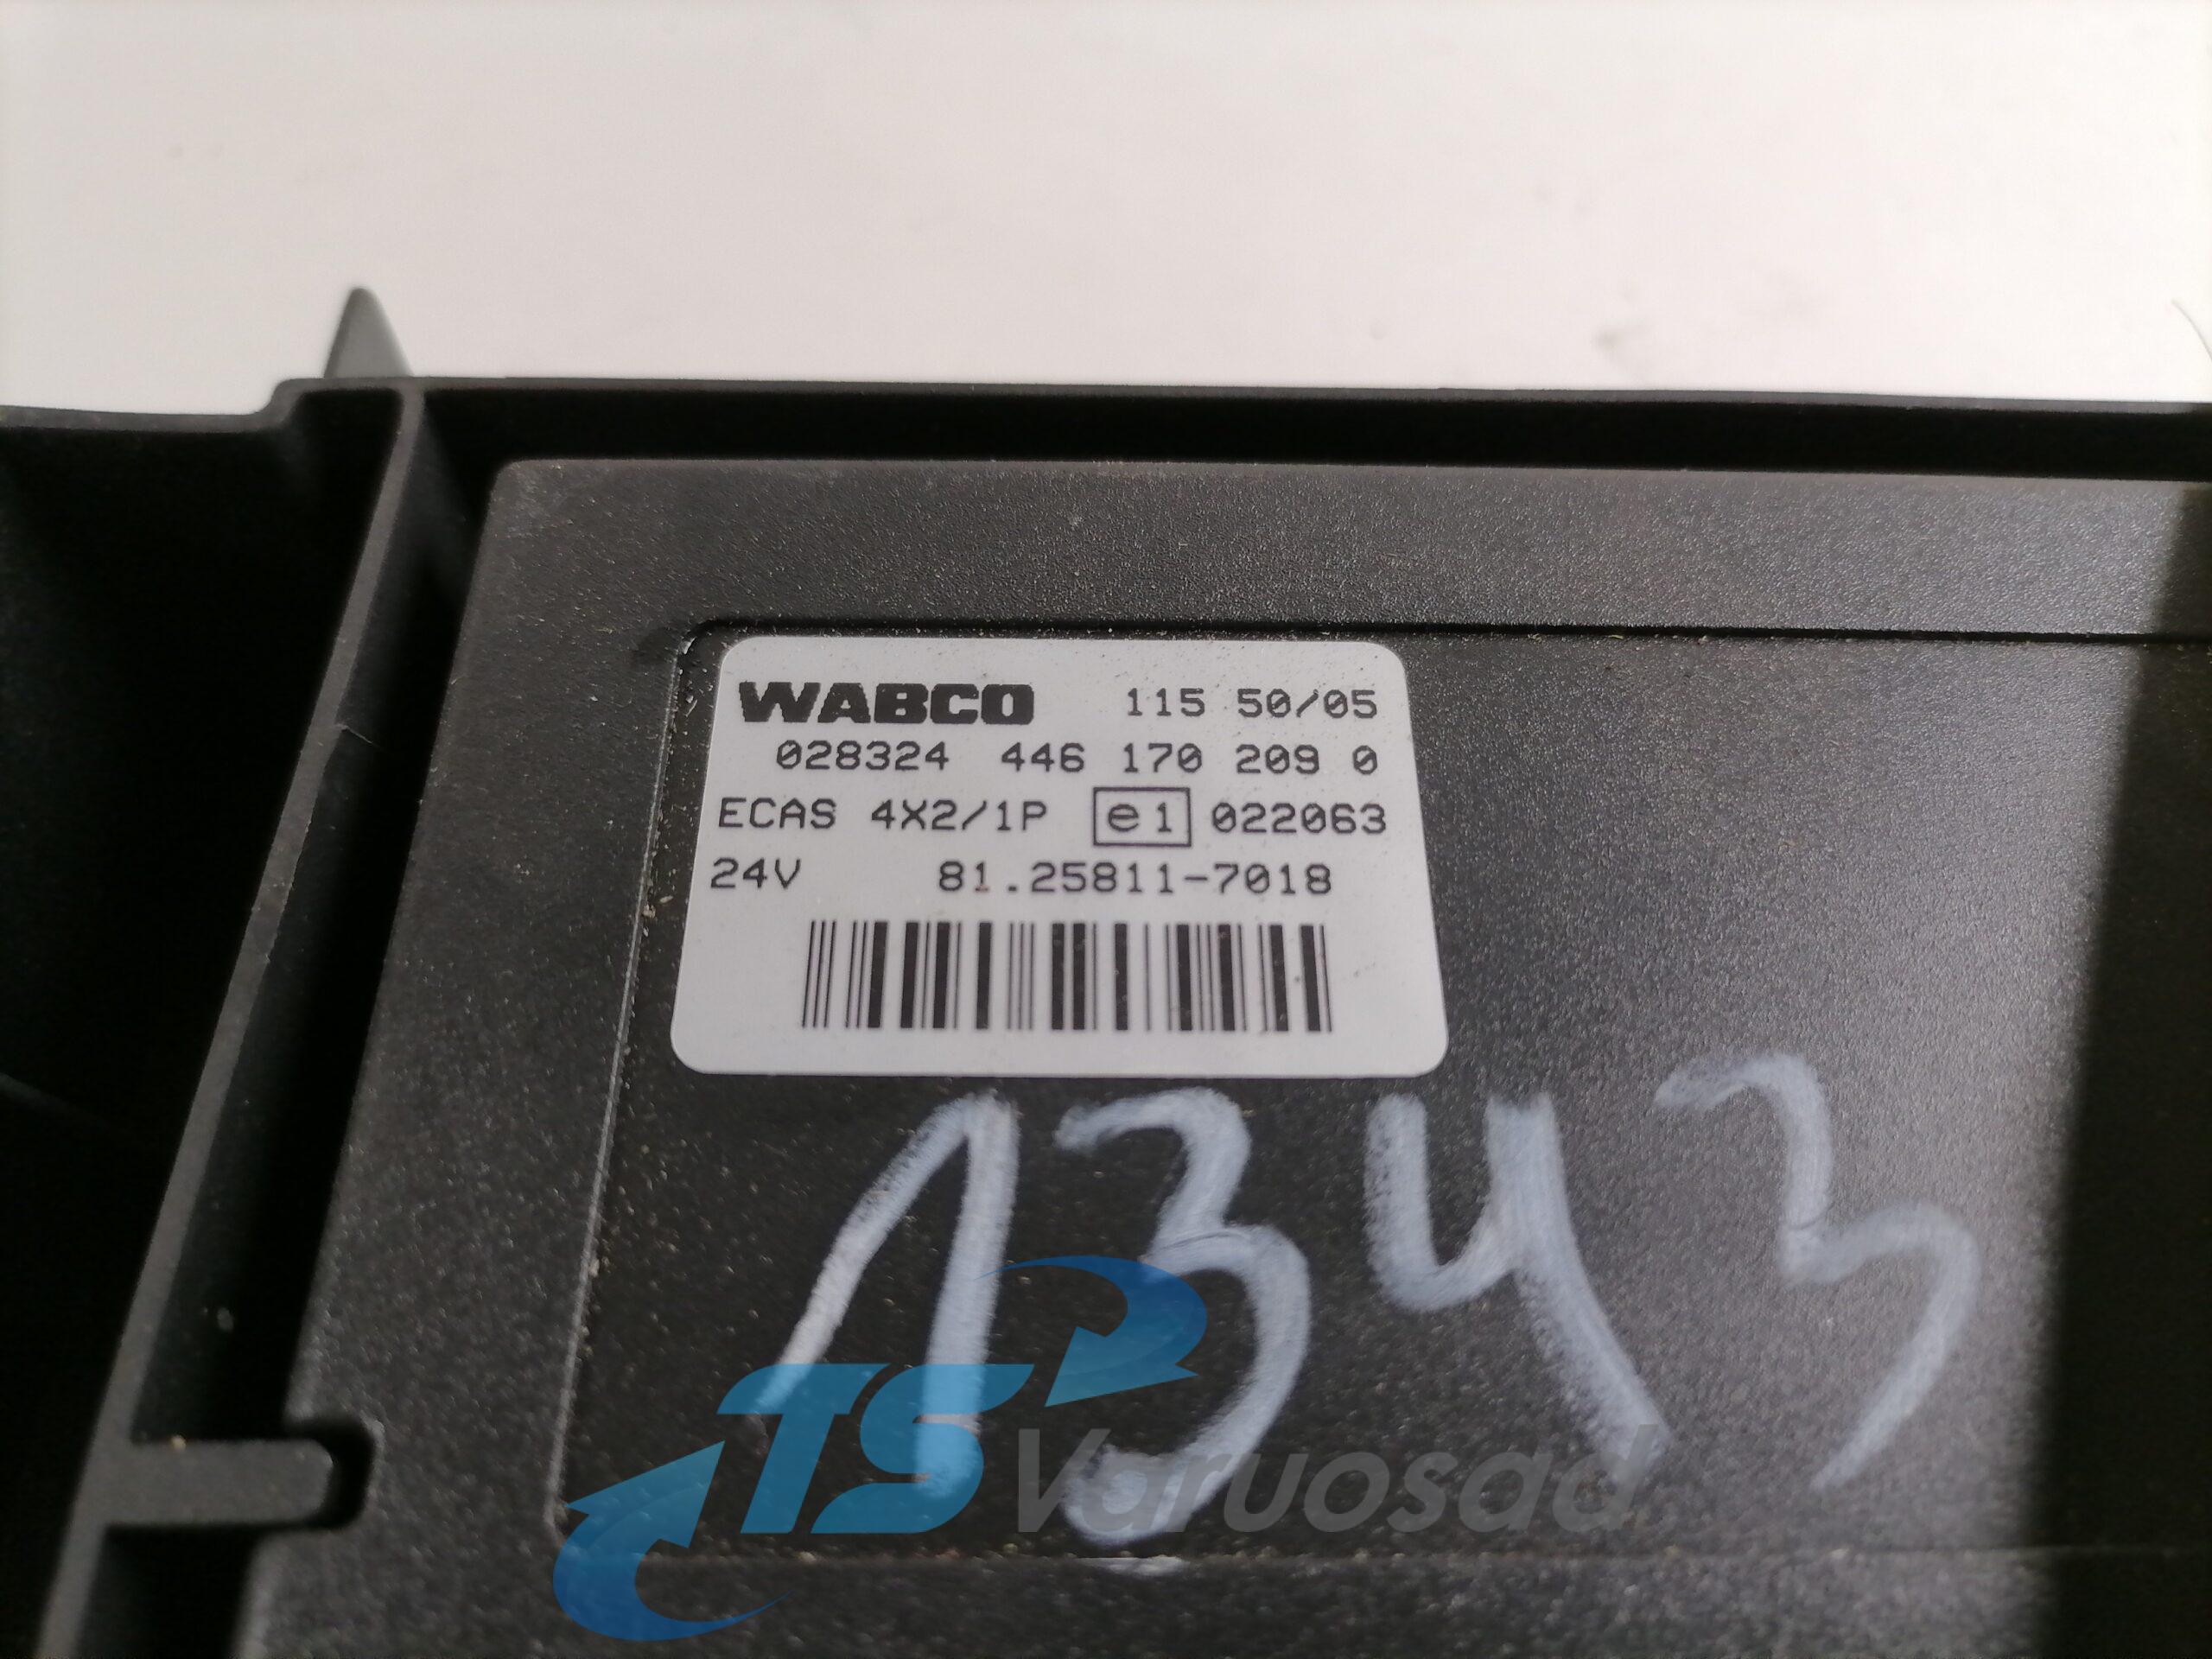 WABCO 115 50/05
028324 446 170 209 0
ECAS 4X2/1P e1 022063
24V 81.25811-7018
1343
TS Varuosad